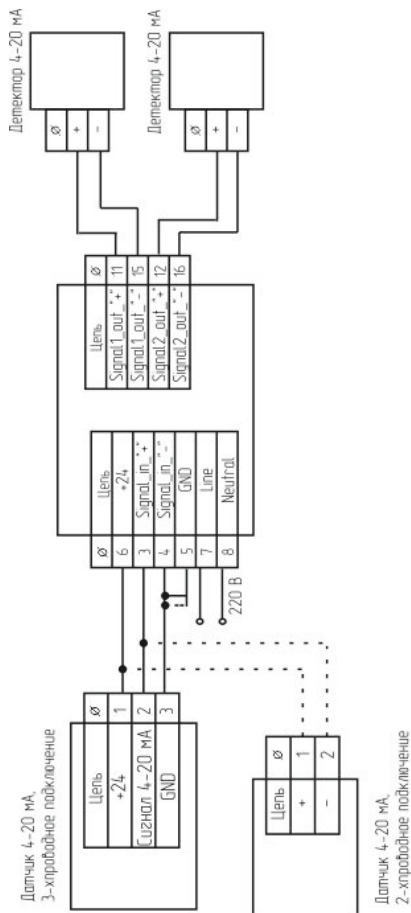 Детектор 4-20 мА
Детектор 4-20 мА
Ø
+
-
Ø
+
-
Цепь Ø
Signal1_out_"+" 11
Signal1_out_"-" 15
Signal2_out_"+" 12
Signal2_out_"-" 16
Ø Цепь
6 +24
3 Signal_in_"+"
4 Signal_in_"-"
5 GND
7 Line
8 Neutral
220 В
Датчик 4-20 мА,
3-хпроводное подключение
Цепь Ø
+24 1
Сигнал 4-20 мА 2
GND 3
Цепь Ø
+ 1
- 2
Датчик 4-20 мА,
2-хпроводное подключение